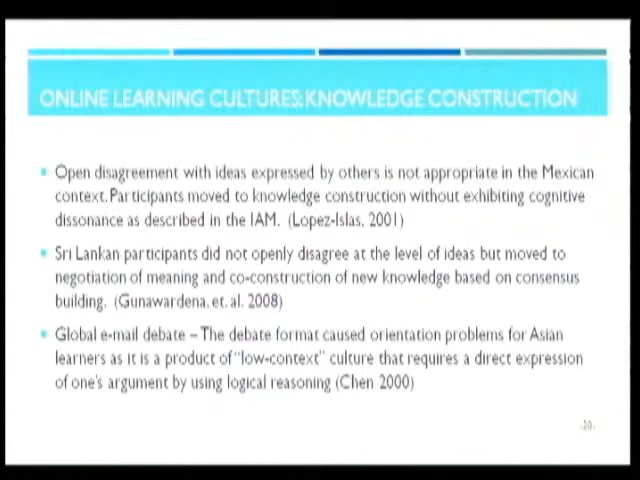 ONLINE LEARNING CULTURES: KNOWLEDGE CONSTRUCTION
Open disagreement with ideas expressed by others is not appropriate in the Mexican
context. Participants moved to knowledge construction without exhibiting cognitive
dissonance as described in the IAM. (Lopez-Islas, 2001)
Sri Lankan participants did not openly disagree at the level of ideas but moved to
negotiation of meaning and co-construction of new knowledge based on consensus
building. (Gunawardena, et. al. 2008)
Global e-mail debate – The debate format caused orientation problems for Asian
learners as it is a product of "low-context" culture that requires a direct expression
of one's argument by using logical reasoning (Chen 2000)
-20-